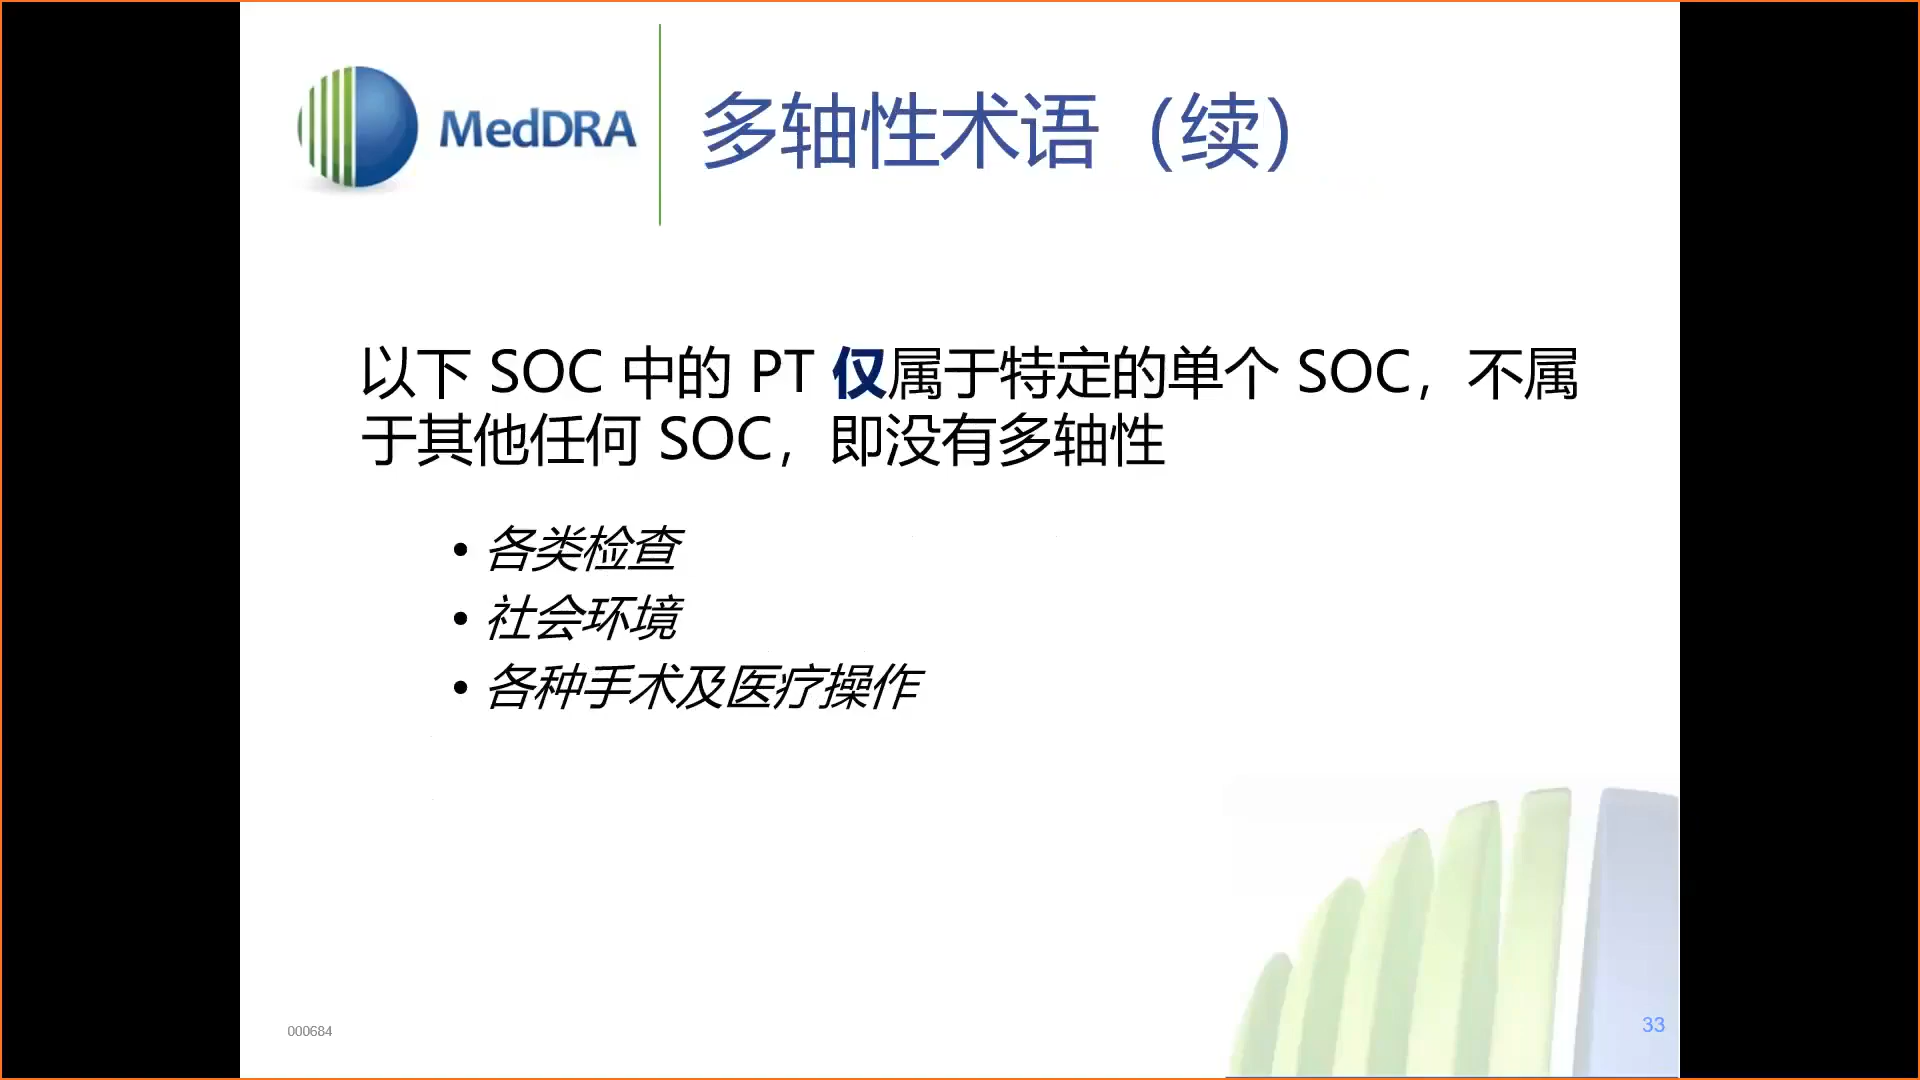 MedDRA
多轴性术语（续）
以下 SOC 中的 PT 仅属于特定的单个 SOC，不属
于其他任何 SOC，即没有多轴性
• 各类检查
• 社会环境
• 各种手术及医疗操作
000684
33